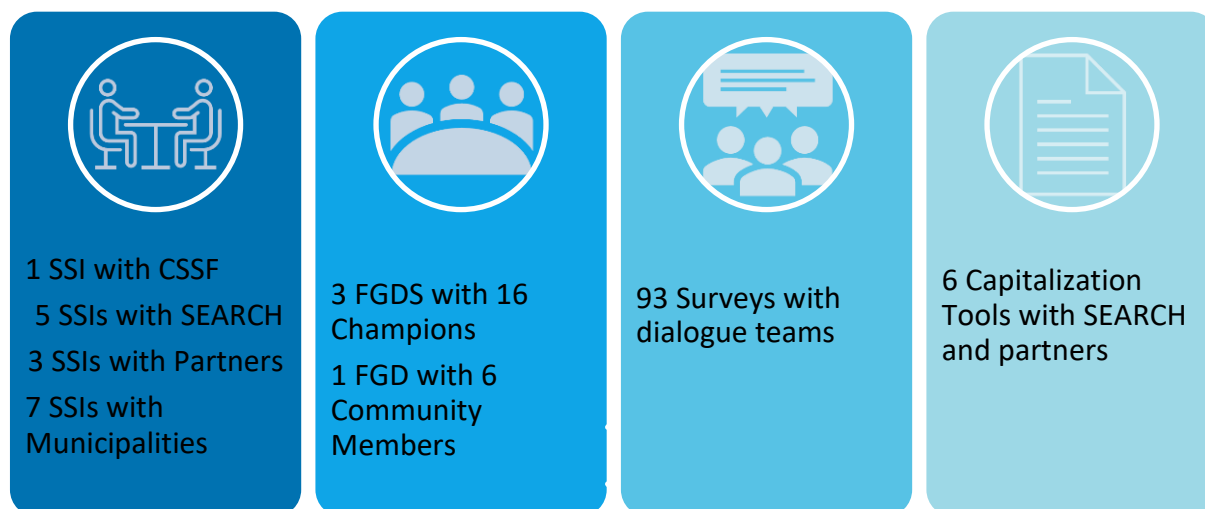 1 SSI with CSSF
5 SSIs with SEARCH
3 SSIs with Partners
7 SSIs with
Municipalities
3 FGDS with 16
Champions
1 FGD with 6
Community
Members
93 Surveys with
dialogue teams
6 Capitalization
Tools with SEARCH
and partners